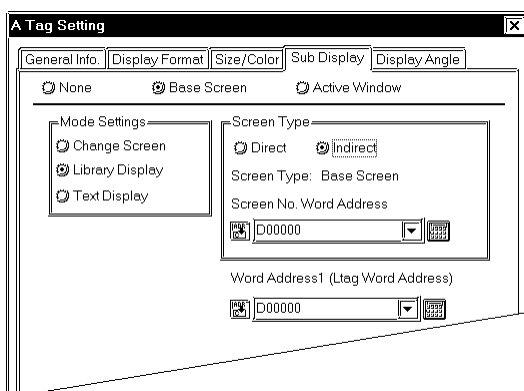 A Tag Setting
General Info. Display Format Size/Color Sub Display Display Angle
None Base Screen Active Window
Mode Settings
Change Screen
Library Display
Text Display
Screen Type
Direct Indirect
Screen Type: Base Screen
Screen No. Word Address
D00000
Word Address1 (Ltag Word Address)
D00000